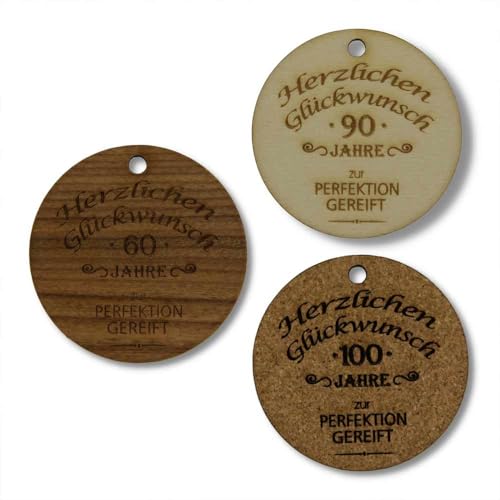 Herzlichen
Glückwunsch
· 90 ·
JAHRE
zur
PERFEKTION
GEREIFT
Herzlichen
Glückwunsch
· 60 ·
JAHRE
PERFEKTION
GEREIFT
Herzlichen
Glückwunsch
· 100 ·
JAHRE
zur
PERFEKTION
GEREIFT